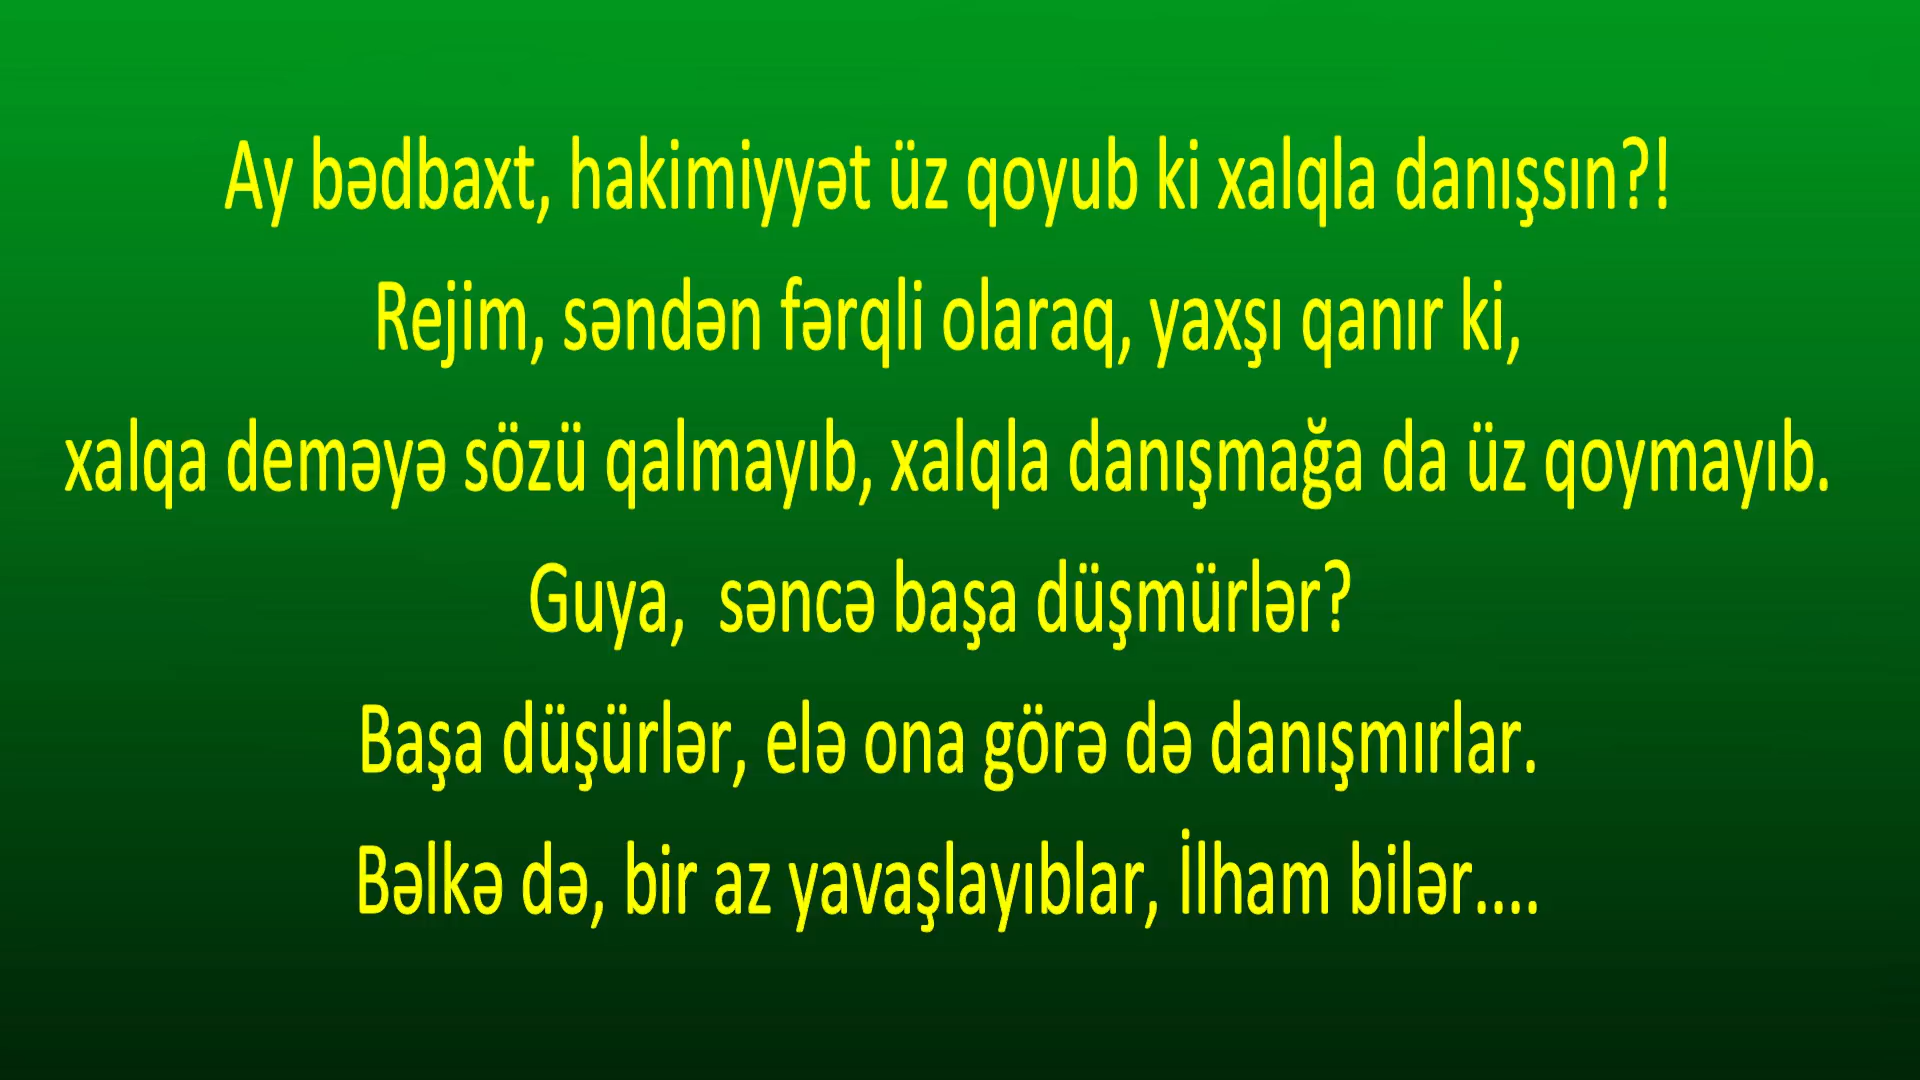 Ay bədbaxt, hakimiyyət üz qoyub ki xalqla danışsın?!
Rejim, səndən fərqli olaraq, yaxşı qanır ki,
xalqa deməyə sözü qalmayıb, xalqla danışmağa da üz qoymayıb.
Guya,  səncə başa düşmürlər?
Başa düşürlər, elə ona görə də danışmırlar.
Bəlkə də, bir az yavaşlayıblar, İlham bilər....